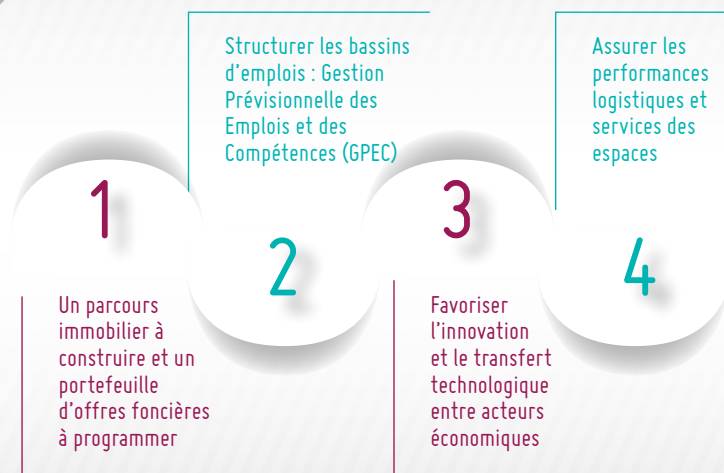 1
Un parcours
immobilier à
construire et un
portefeuille
d'offres foncières
à programmer
2
Structurer les bassins
d'emplois : Gestion
Prévisionnelle des
Emplois et des
Compétences (GPEC)
3
Favoriser
l'innovation
et le transfert
technologique
entre acteurs
économiques
4
Assurer les
performances
logistiques et
services des
espaces